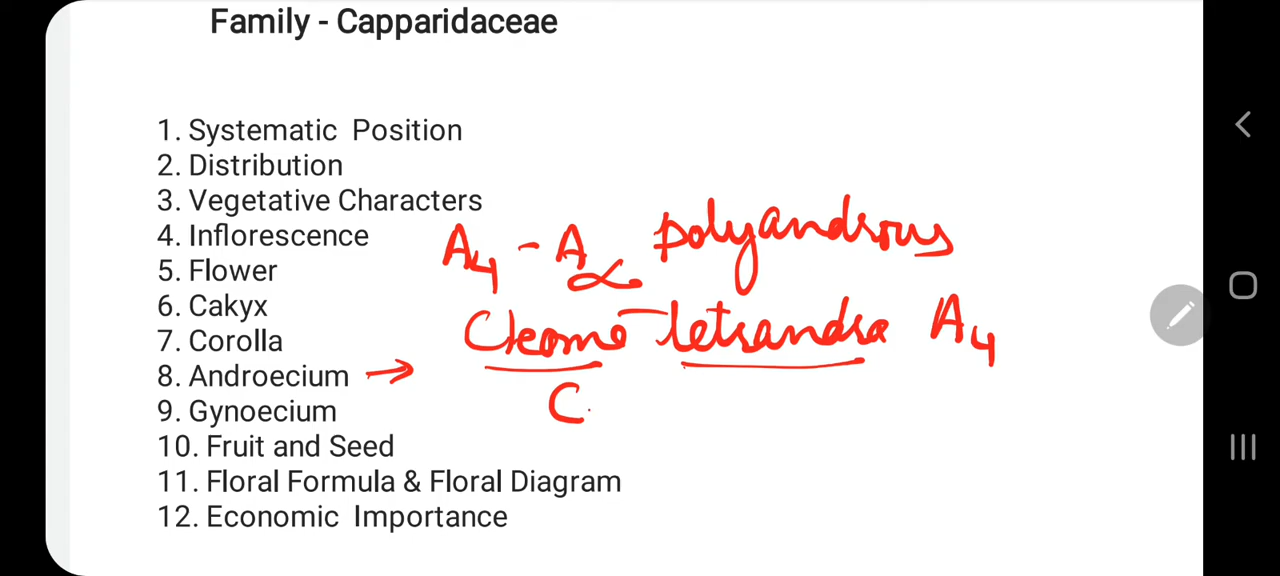 Family - Capparidaceae
1. Systematic Position
2. Distribution
3. Vegetative Characters
4. Inflorescence
A4 - A∝ polyandrous
5. Flower
6. Cakyx
7. Corolla
Cleome tetrandra A4
8. Androecium →
C
9. Gynoecium
10. Fruit and Seed
11. Floral Formula & Floral Diagram
12. Economic Importance